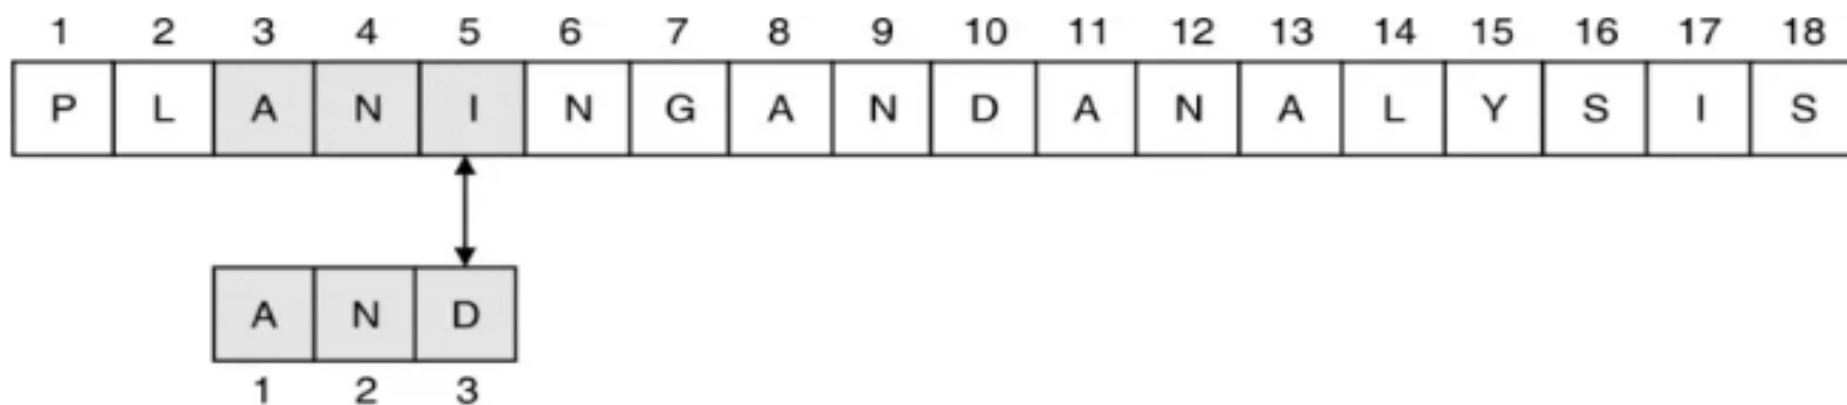 1 2 3 4 5 6 7 8 9 10 11 12 13 14 15 16 17 18
P L A N I N G A N D A N A L Y S I S
A N D
1 2 3